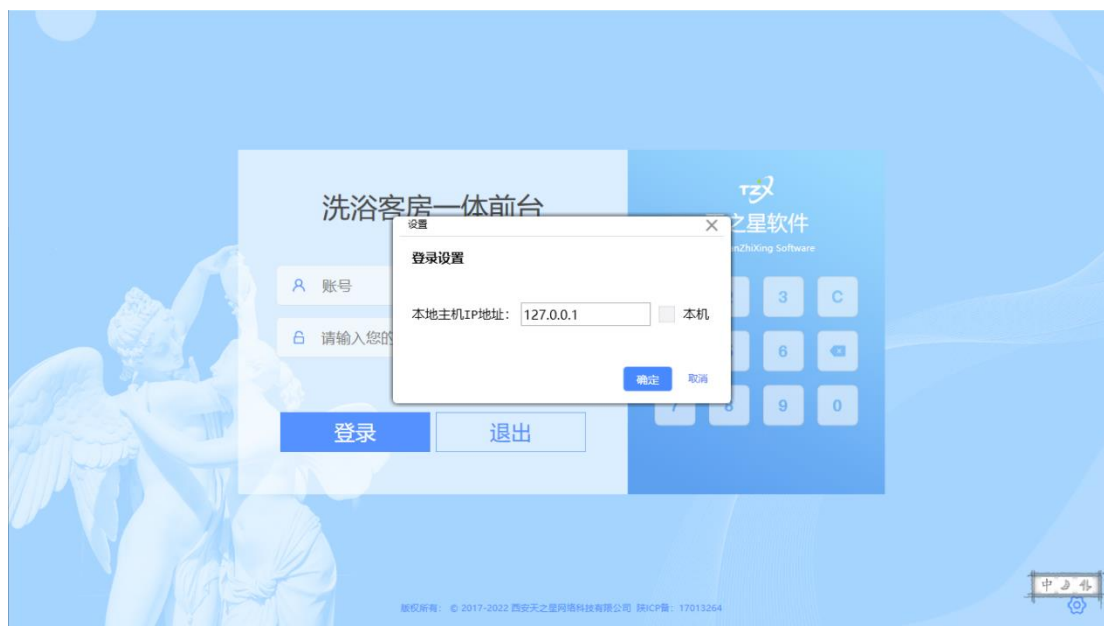 洗浴客房一体前台
TZX
之星软件
nZhiXing Software
设置
登录设置
本地主机IP地址: 127.0.0.1 本机
确定 取消
账号
请输入您的
3 C
6
7 8 9 0
登录 退出
版权所有: © 2017-2022 西安天之星网络科技有限公司 陕ICP备: 17013264
中